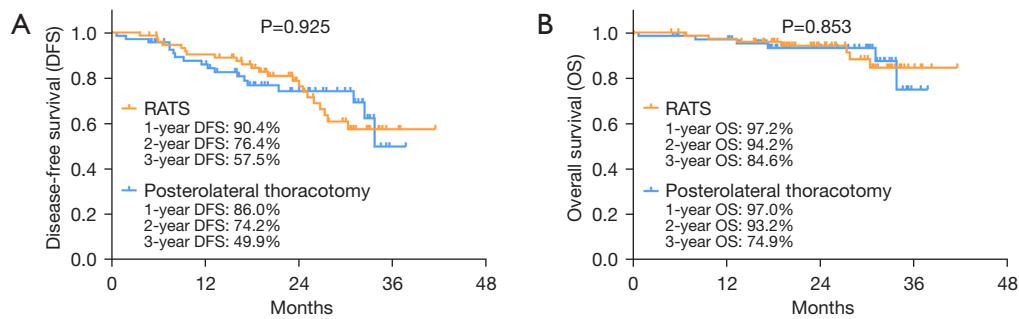 A
P=0.925
Disease-free survival (DFS)
1.0
0.8
0.6
0.4
0.2
0.0
RATS
1-year DFS: 90.4%
2-year DFS: 76.4%
3-year DFS: 57.5%
Posterolateral thoracotomy
1-year DFS: 86.0%
2-year DFS: 74.2%
3-year DFS: 49.9%
0 12 24 36 48
Months
B
P=0.853
Overall survival (OS)
1.0
0.8
0.6
0.4
0.2
0.0
RATS
1-year OS: 97.2%
2-year OS: 94.2%
3-year OS: 84.6%
Posterolateral thoracotomy
1-year OS: 97.0%
2-year OS: 93.2%
3-year OS: 74.9%
0 12 24 36 48
Months